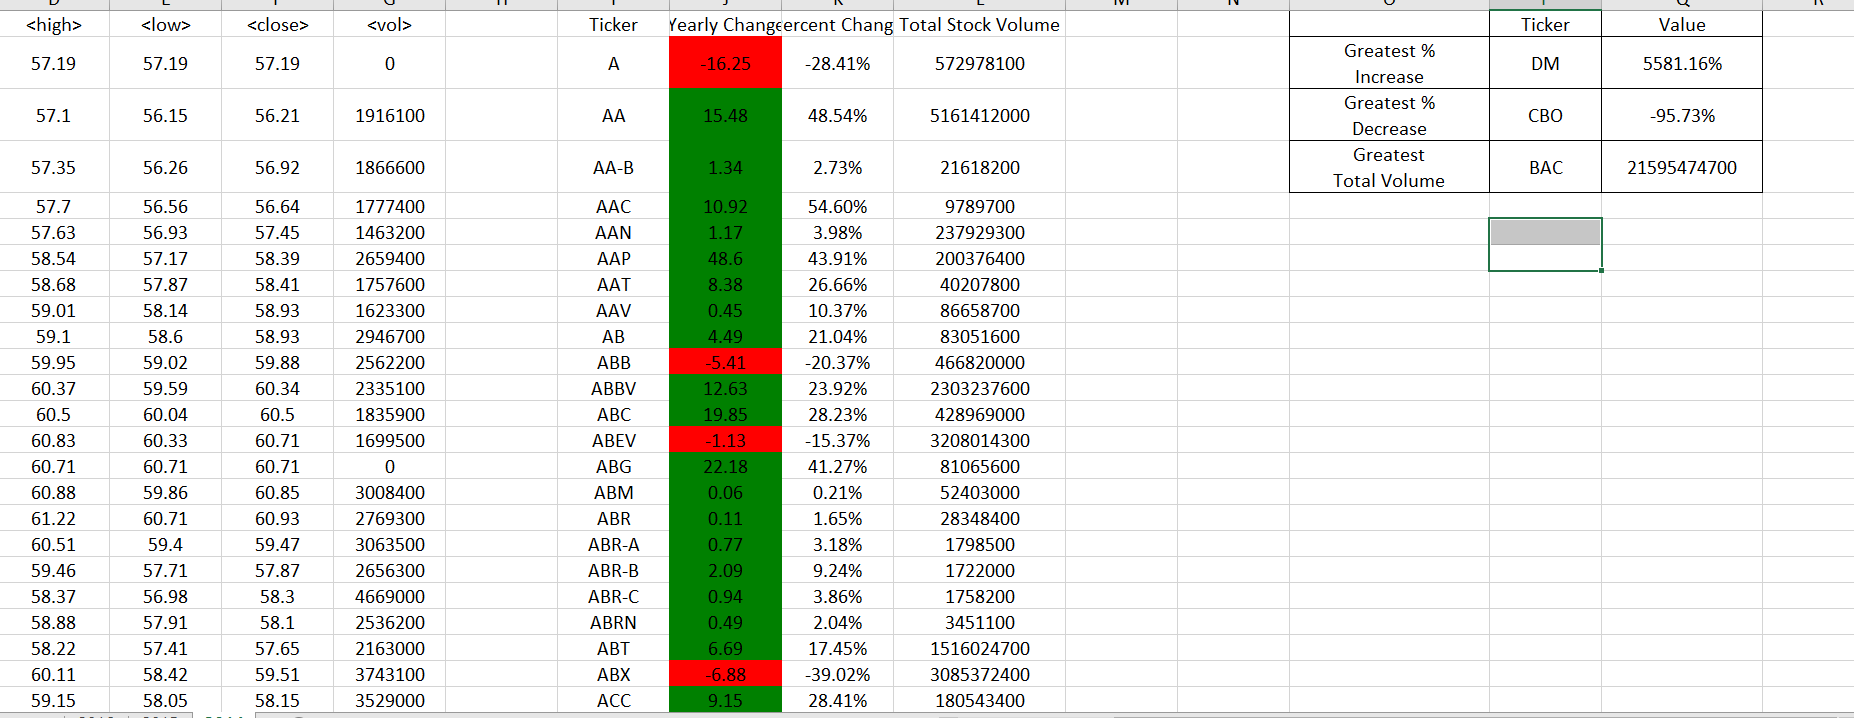 <high> <low> <close> <vol> Ticker Yearly Change ercent Chang Total Stock Volume Ticker Value
57.19 57.19 57.19 0 A -16.25 -28.41% 572978100 Greatest % Increase DM 5581.16%
57.1 56.15 56.21 1916100 AA 15.48 48.54% 5161412000 Greatest % Decrease CBO -95.73%
57.35 56.26 56.92 1866600 AA-B 1.34 2.73% 21618200 Greatest Total Volume BAC 21595474700
57.7 56.56 56.64 1777400 AAC 10.92 54.60% 9789700
57.63 56.93 57.45 1463200 AAN 1.17 3.98% 237929300
58.54 57.17 58.39 2659400 AAP 48.6 43.91% 200376400
58.68 57.87 58.41 1757600 AAT 8.38 26.66% 40207800
59.01 58.14 58.93 1623300 AAV 0.45 10.37% 86658700
59.1 58.6 58.93 2946700 AB 4.49 21.04% 83051600
59.95 59.02 59.88 2562200 ABB -5.41 -20.37% 466820000
60.37 59.59 60.34 2335100 ABBV 12.63 23.92% 2303237600
60.5 60.04 60.5 1835900 ABC 19.85 28.23% 428969000
60.83 60.33 60.71 1699500 ABEV -1.13 -15.37% 3208014300
60.71 60.71 60.71 0 ABG 22.18 41.27% 81065600
60.88 59.86 60.85 3008400 ABM 0.06 0.21% 52403000
61.22 60.71 60.93 2769300 ABR 0.11 1.65% 28348400
60.51 59.4 59.47 3063500 ABR-A 0.77 3.18% 1798500
59.46 57.71 57.87 2656300 ABR-B 2.09 9.24% 1722000
58.37 56.98 58.3 4669000 ABR-C 0.94 3.86% 1758200
58.88 57.91 58.1 2536200 ABRN 0.49 2.04% 3451100
58.22 57.41 57.65 2163000 ABT 6.69 17.45% 1516024700
60.11 58.42 59.51 3743100 ABX -6.88 -39.02% 3085372400
59.15 58.05 58.15 3529000 ACC 9.15 28.41% 180543400